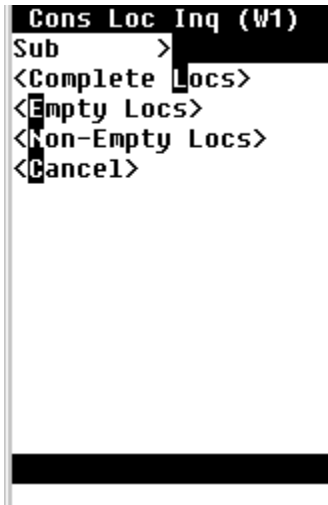 Cons Loc Inq (W1)
Sub >
<Complete Locs>
<Empty Locs>
<Non-Empty Locs>
<Cancel>